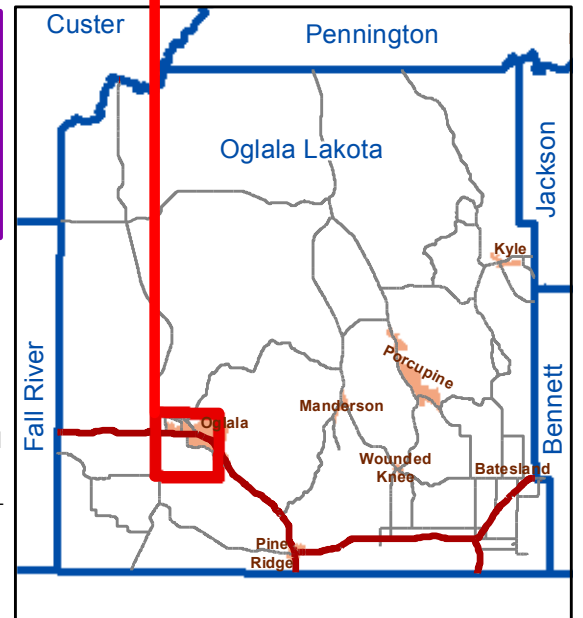 Custer
Pennington
Oglala Lakota
Jackson
Kyle
Fall River
Porcupine
Manderson
Oglala
Bennett
Wounded
Knee
Batesland
Pine
Ridge